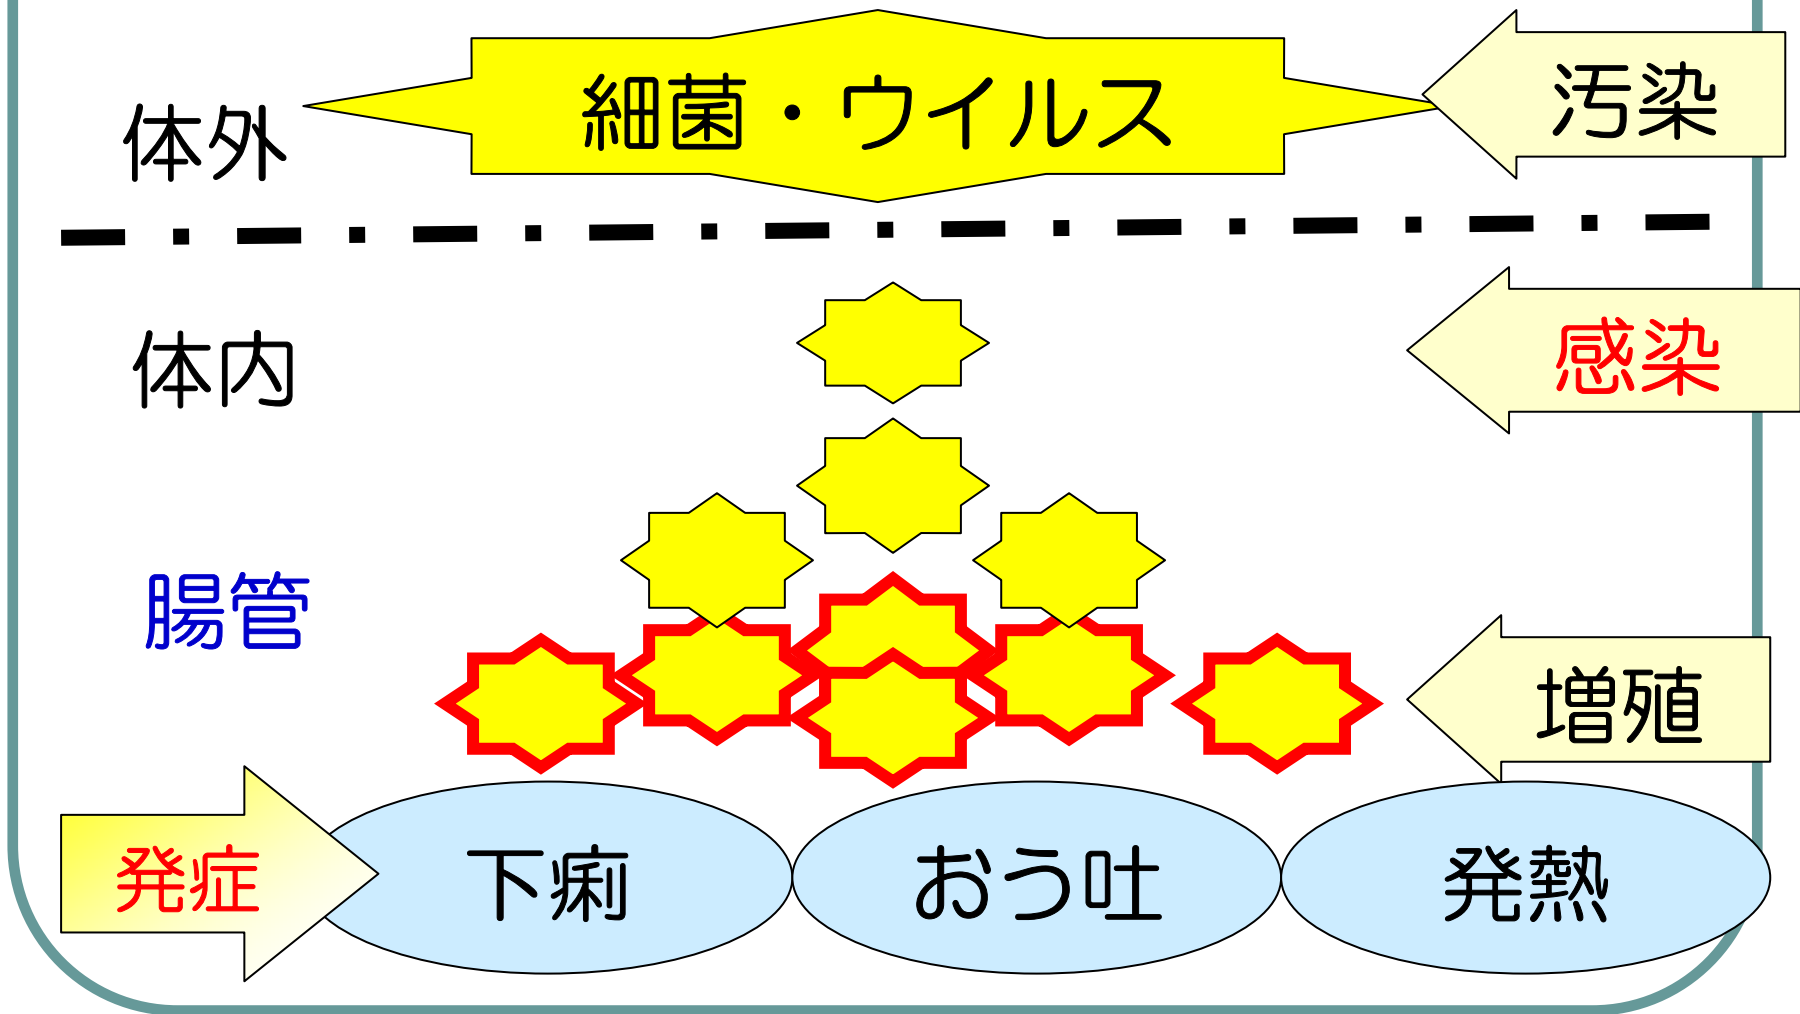 細菌・ウイルス
汚染
体外
体内
感染
腸管
増殖
発症
下痢
おう吐
発熱